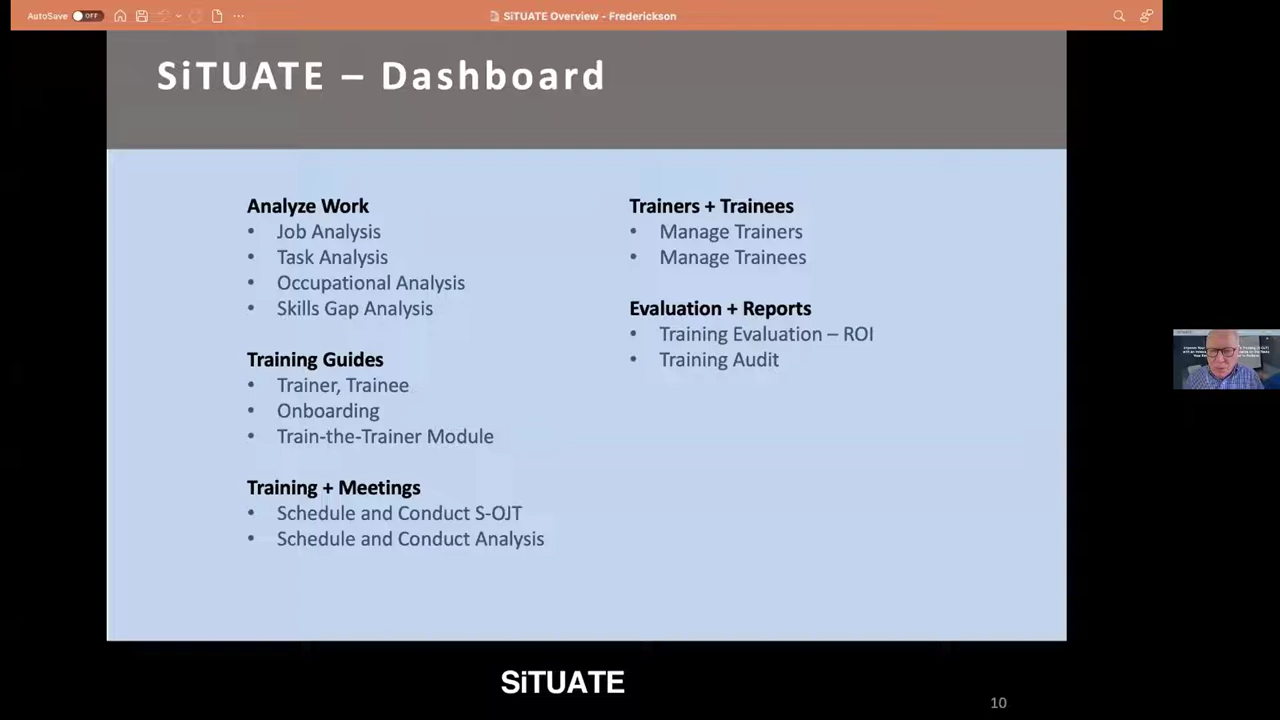 AutoSave OFF
SiTUATE Overview - Frederickson
SiTUATE – Dashboard
Analyze Work
• Job Analysis
• Task Analysis
• Occupational Analysis
• Skills Gap Analysis
Training Guides
• Trainer, Trainee
• Onboarding
• Train-the-Trainer Module
Training + Meetings
• Schedule and Conduct S-OJT
• Schedule and Conduct Analysis
Trainers + Trainees
• Manage Trainers
• Manage Trainees
Evaluation + Reports
• Training Evaluation – ROI
• Training Audit
SiTUATE
10